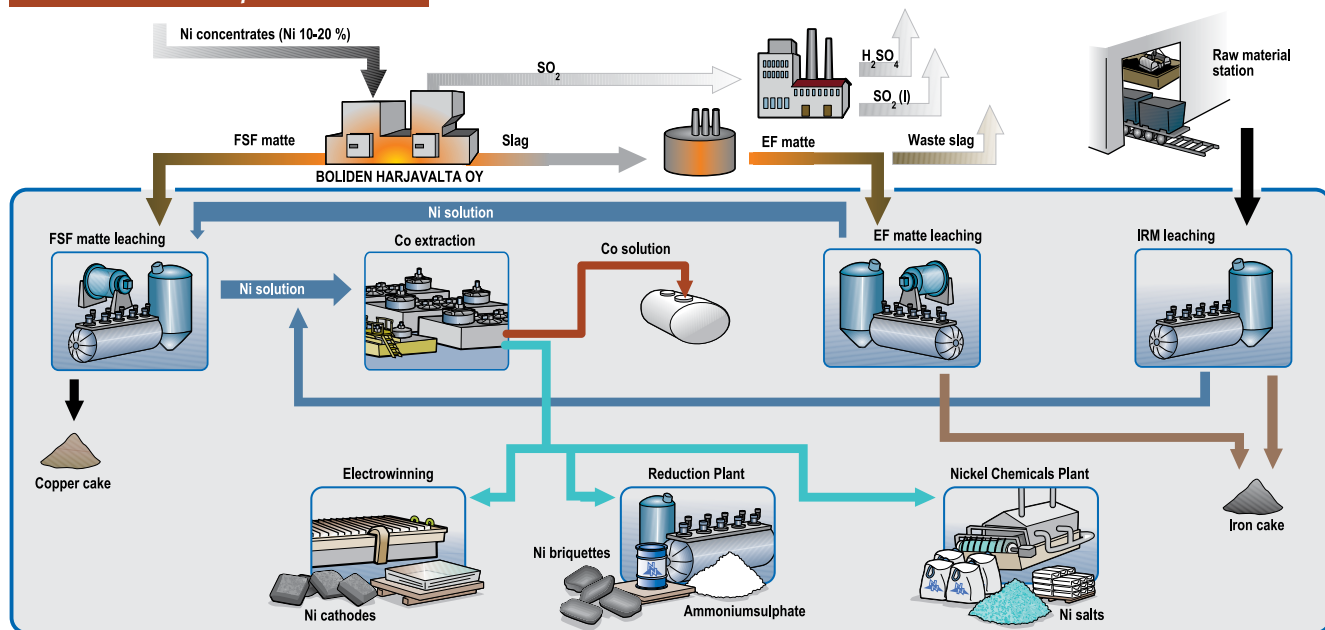 Ni concentrates (Ni 10-20 %)
SO2
H2SO4
SO2 (l)
Raw material
station
FSF matte
Slag
EF matte
Waste slag
BOLIDEN HARJAVALTA OY
Ni solution
FSF matte leaching
Co extraction
Co solution
EF matte leaching
IRM leaching
Ni solution
Copper cake
Electrowinning
Reduction Plant
Nickel Chemicals Plant
Iron cake
Ni briquettes
Ni cathodes
Ammoniumsulphate
Ni salts